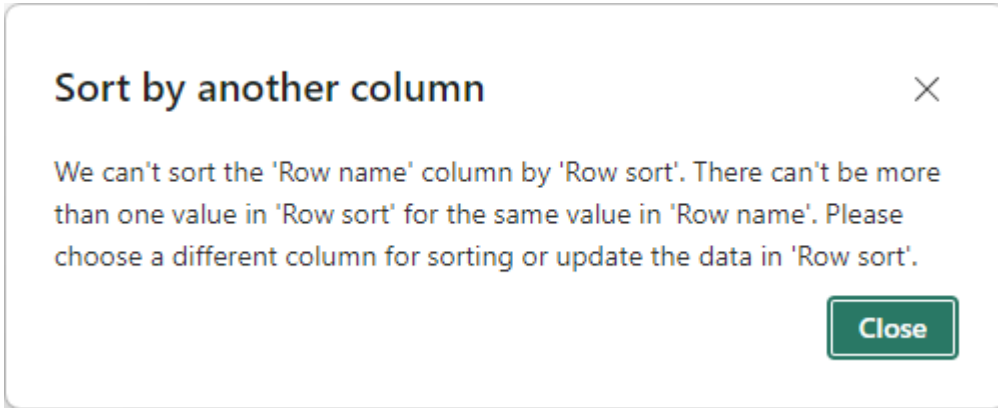 Sort by another column
We can't sort the 'Row name' column by 'Row sort'. There can't be more
than one value in 'Row sort' for the same value in 'Row name'. Please
choose a different column for sorting or update the data in 'Row sort'.
Close